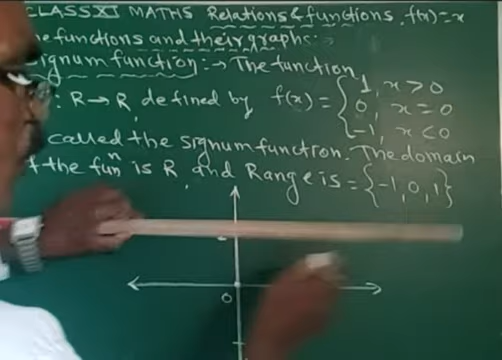 CLASS XI MATHS Relations & functions. f(x)=x
functions and their graphs:-
Signum function:→ The function
: R→R, defined by f(x) = { 1, x > 0
0, x = 0
-1, x < 0
called the signum function. The domain
the funⁿ is R, and Range is = {-1, 0, 1}
O